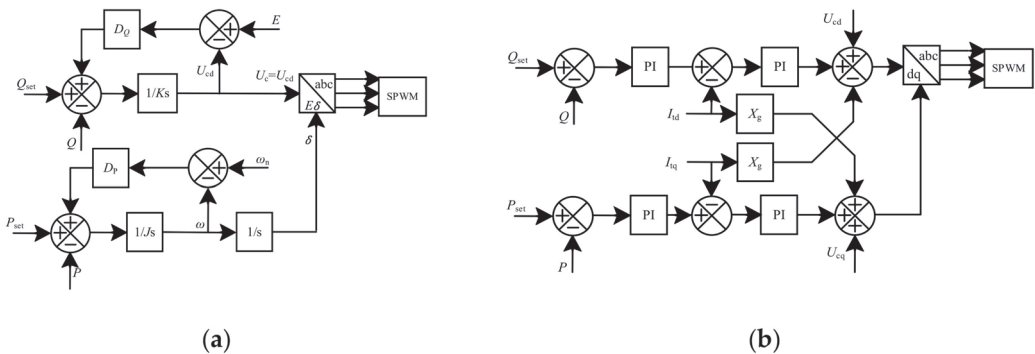 E
D_Q
U_cd
U_c=U_cd
Q_set
1/Ks
abc
Eδ
SPWM
Q
δ
D_P
ω_n
P_set
1/Js
ω
1/s
P
(a)
U_cd
Q_set
PI
PI
abc
dq
SPWM
Q
I_td
X_g
I_tq
X_g
P_set
PI
PI
P
U_cq
(b)